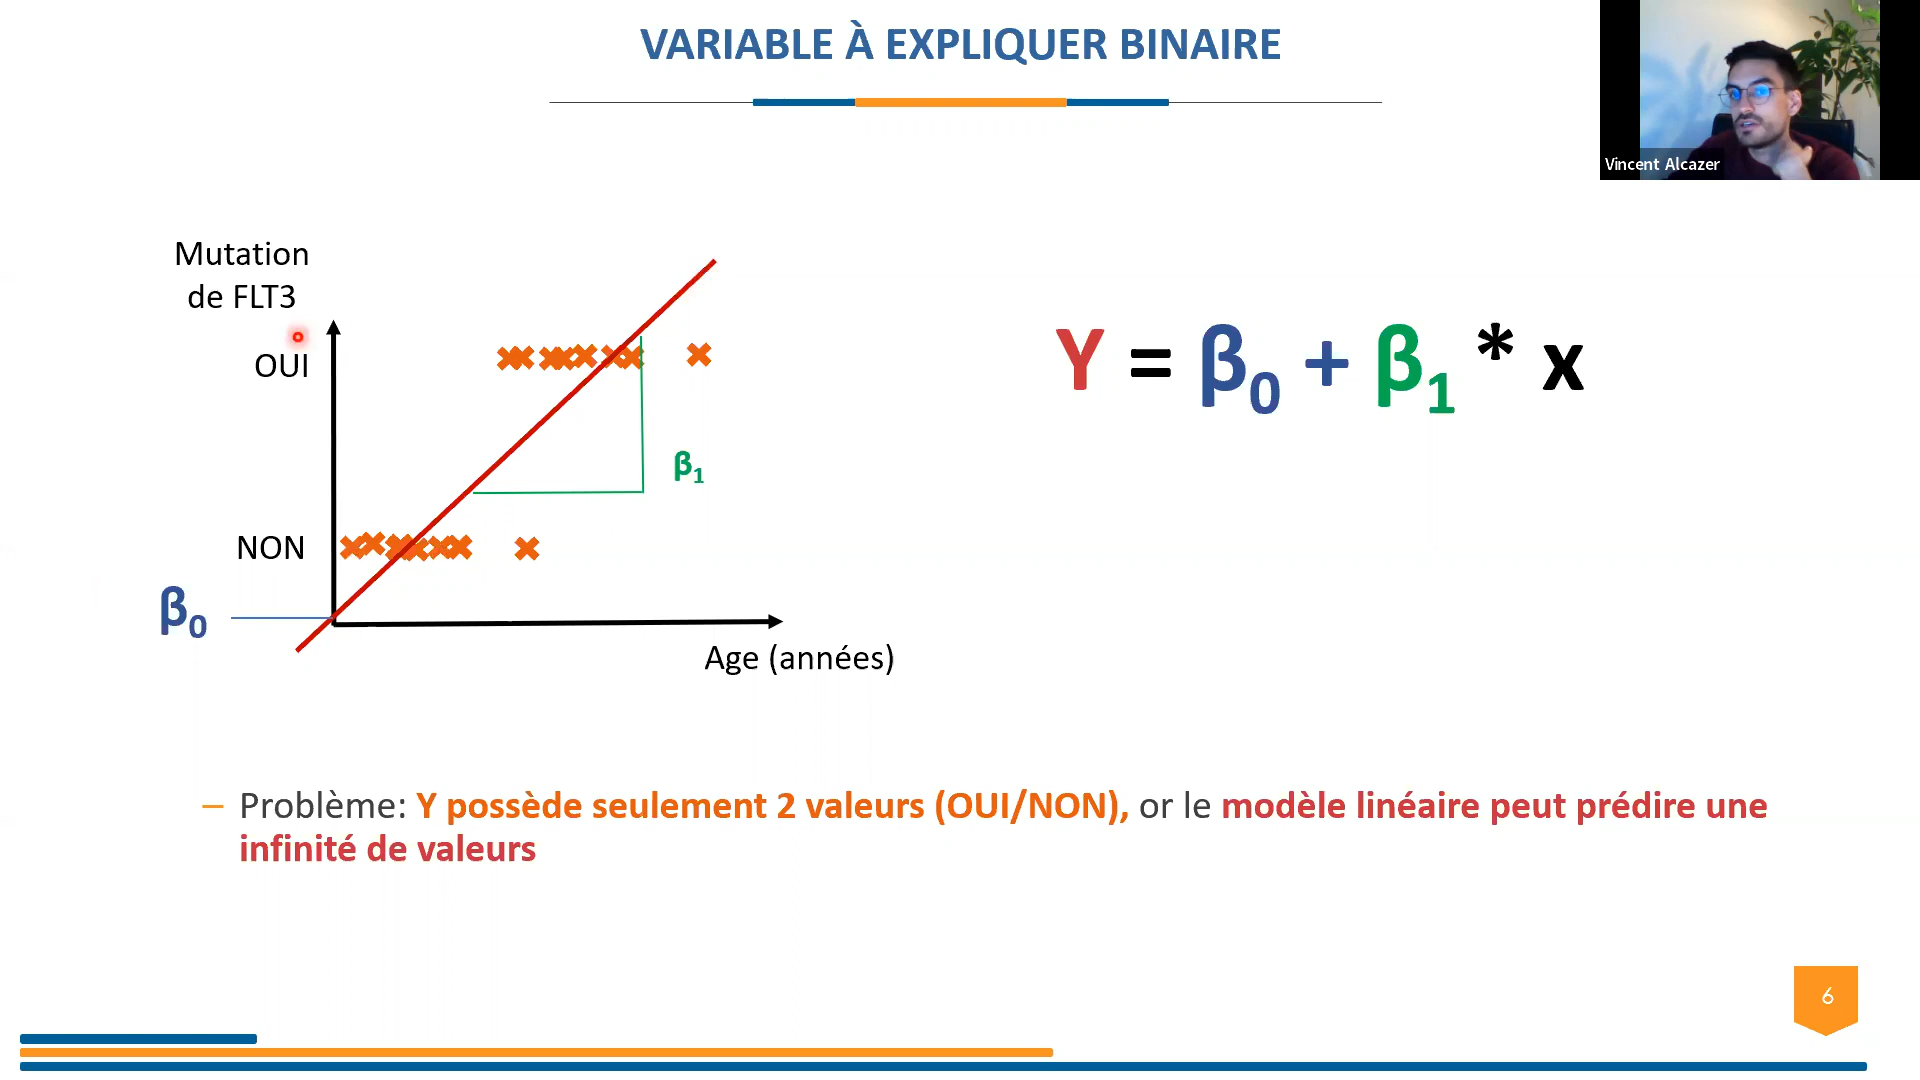 VARIABLE À EXPLIQUER BINAIRE
Vincent Alcazer
Mutation
de FLT3
OUI
NON
β0
β1
Age (années)
Y = β0 + β1 * x
– Problème: Y possède seulement 2 valeurs (OUI/NON), or le modèle linéaire peut prédire une
infinité de valeurs
6